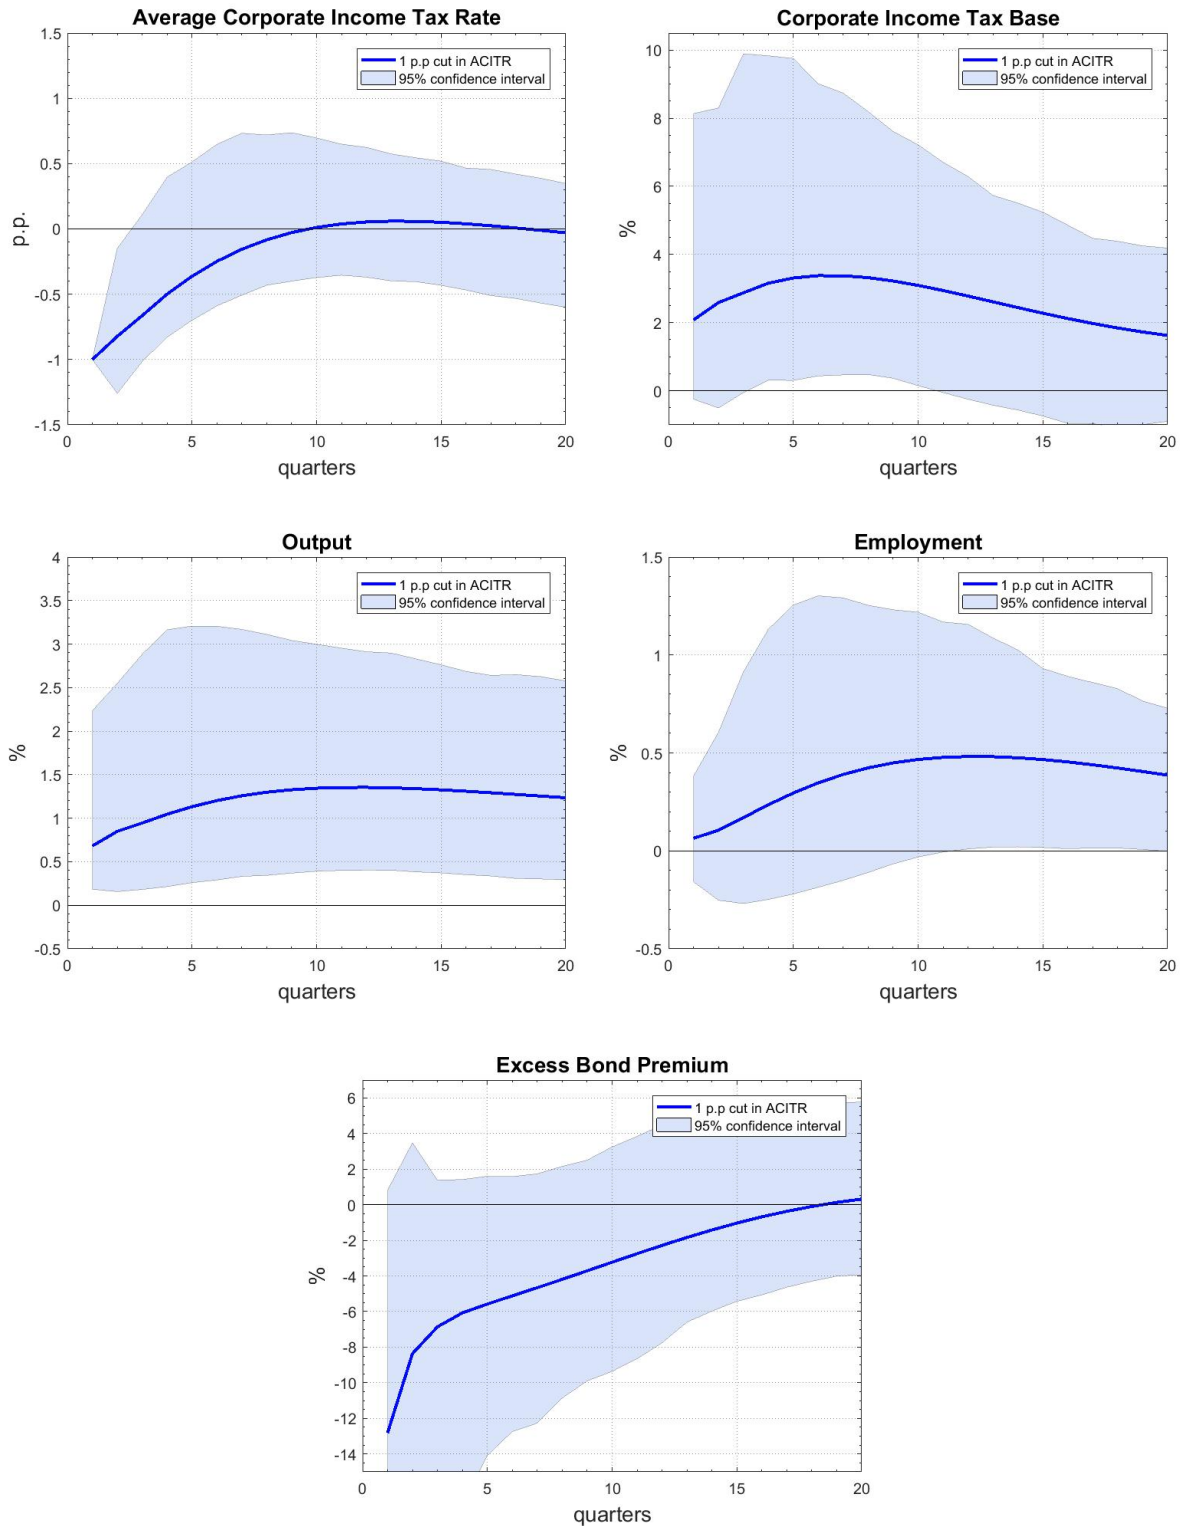 Average Corporate Income Tax Rate
1.5
1
0.5
0
-0.5
-1
-1.5
p.p.
1 p.p cut in ACITR
95% confidence interval
0 5 10 15 20
quarters
Corporate Income Tax Base
10
8
6
4
2
0
%
1 p.p cut in ACITR
95% confidence interval
0 5 10 15 20
quarters
Output
4
3.5
3
2.5
2
1.5
1
0.5
0
-0.5
%
1 p.p cut in ACITR
95% confidence interval
0 5 10 15 20
quarters
Employment
1.5
1
0.5
0
-0.5
%
1 p.p cut in ACITR
95% confidence interval
0 5 10 15 20
quarters
Excess Bond Premium
6
4
2
0
-2
-4
-6
-8
-10
-12
-14
%
1 p.p cut in ACITR
95% confidence interval
0 5 10 15 20
quarters